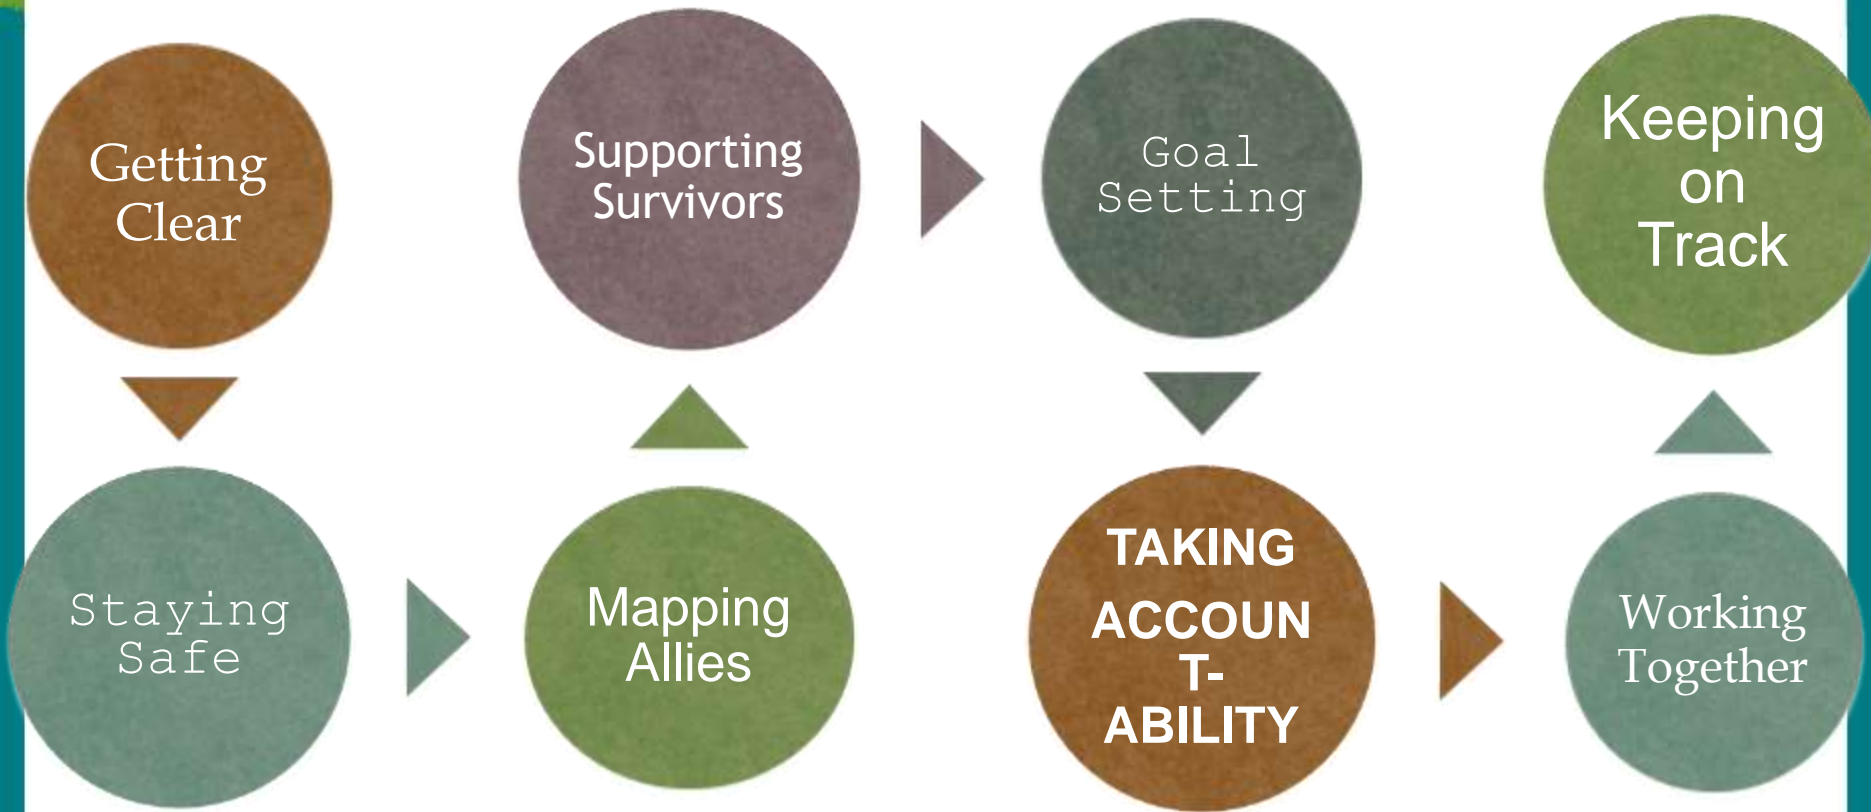 Getting
Clear
Staying
Safe
Mapping
Allies
Supporting
Survivors
Goal
Setting
TAKING
ACCOUN
T-
ABILITY
Working
Together
Keeping
on
Track